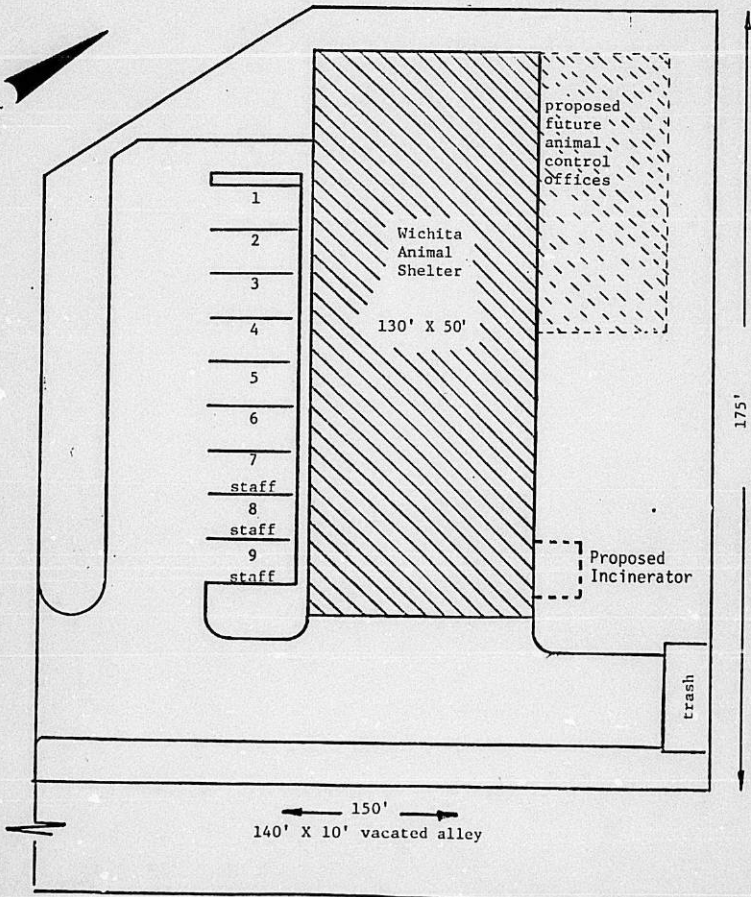 proposed
future
animal
control
offices
1
2
3
4
5
6
7
staff
8
staff
9
staff
Wichita
Animal
Shelter
130' X 50'
175'
Proposed
Incinerator
trash
150'
140' X 10' vacated alley